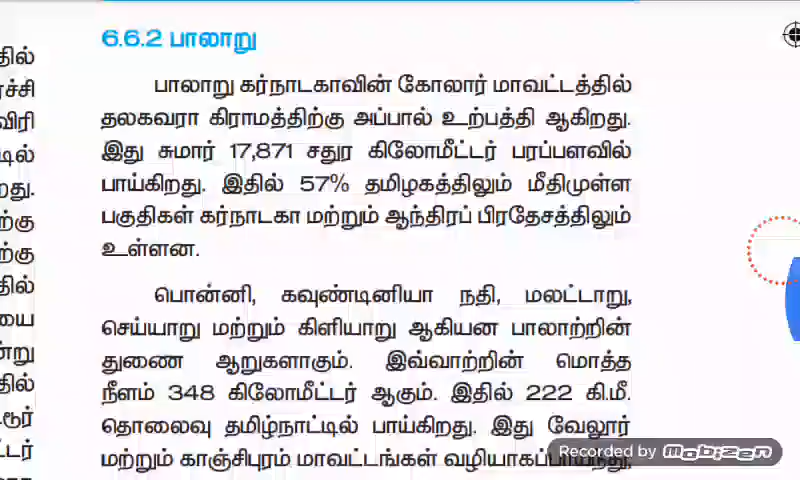 6.6.2 பாலாறு
பாலாறு கர்நாடகாவின் கோலார் மாவட்டத்தில்
தலகவரா கிராமத்திற்கு அப்பால் உற்பத்தி ஆகிறது.
இது சுமார் 17,871 சதுர கிலோமீட்டர் பரப்பளவில்
பாய்கிறது. இதில் 57% தமிழகத்திலும் மீதிமுள்ள
பகுதிகள் கர்நாடகா மற்றும் ஆந்திரப் பிரதேசத்திலும்
உள்ளன.
பொன்னி, கவுண்டினியா நதி, மலட்டாறு,
செய்யாறு மற்றும் கிளியாறு ஆகியன பாலாற்றின்
துணை ஆறுகளாகும். இவ்வாற்றின் மொத்த
நீளம் 348 கிலோமீட்டர் ஆகும். இதில் 222 கி.மீ.
தொலைவு தமிழ்நாட்டில் பாய்கிறது. இது வேலூர்
மற்றும் காஞ்சிபுரம் மாவட்டங்கள் வழியாகப்பாய்ந்து,
Recorded by mobizen